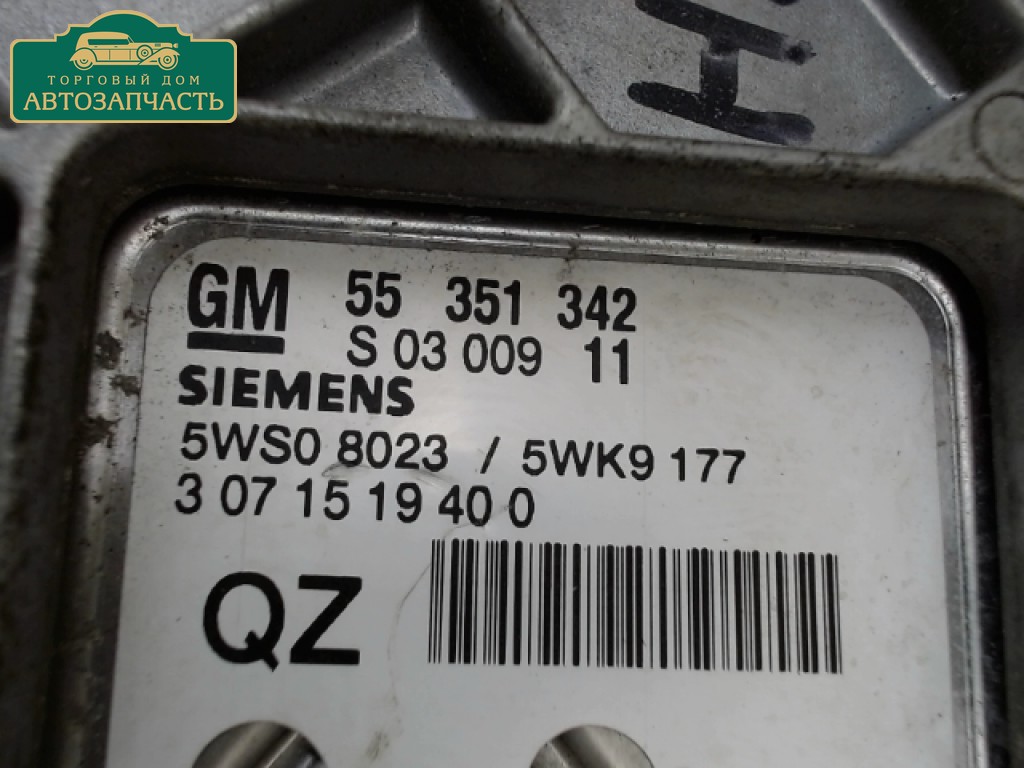 ТОРГОВЫЙ ДОМ
АВТОЗАПЧАСТЬ
GM 55 351 342
S 03 009 11
SIEMENS
5WS0 8023 / 5WK9 177
3 07 15 19 40 0
QZ